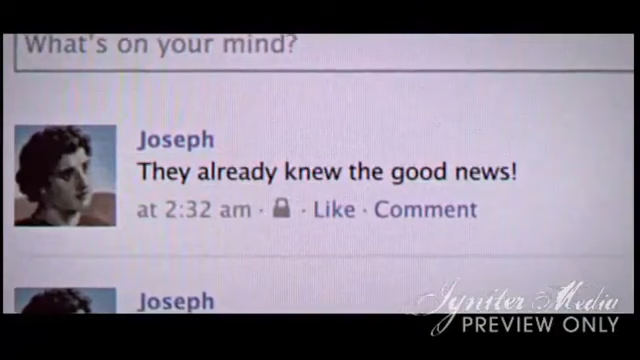 What's on your mind?
Joseph
They already knew the good news!
at 2:32 am · Like · Comment
Joseph
Igniter Media
PREVIEW ONLY